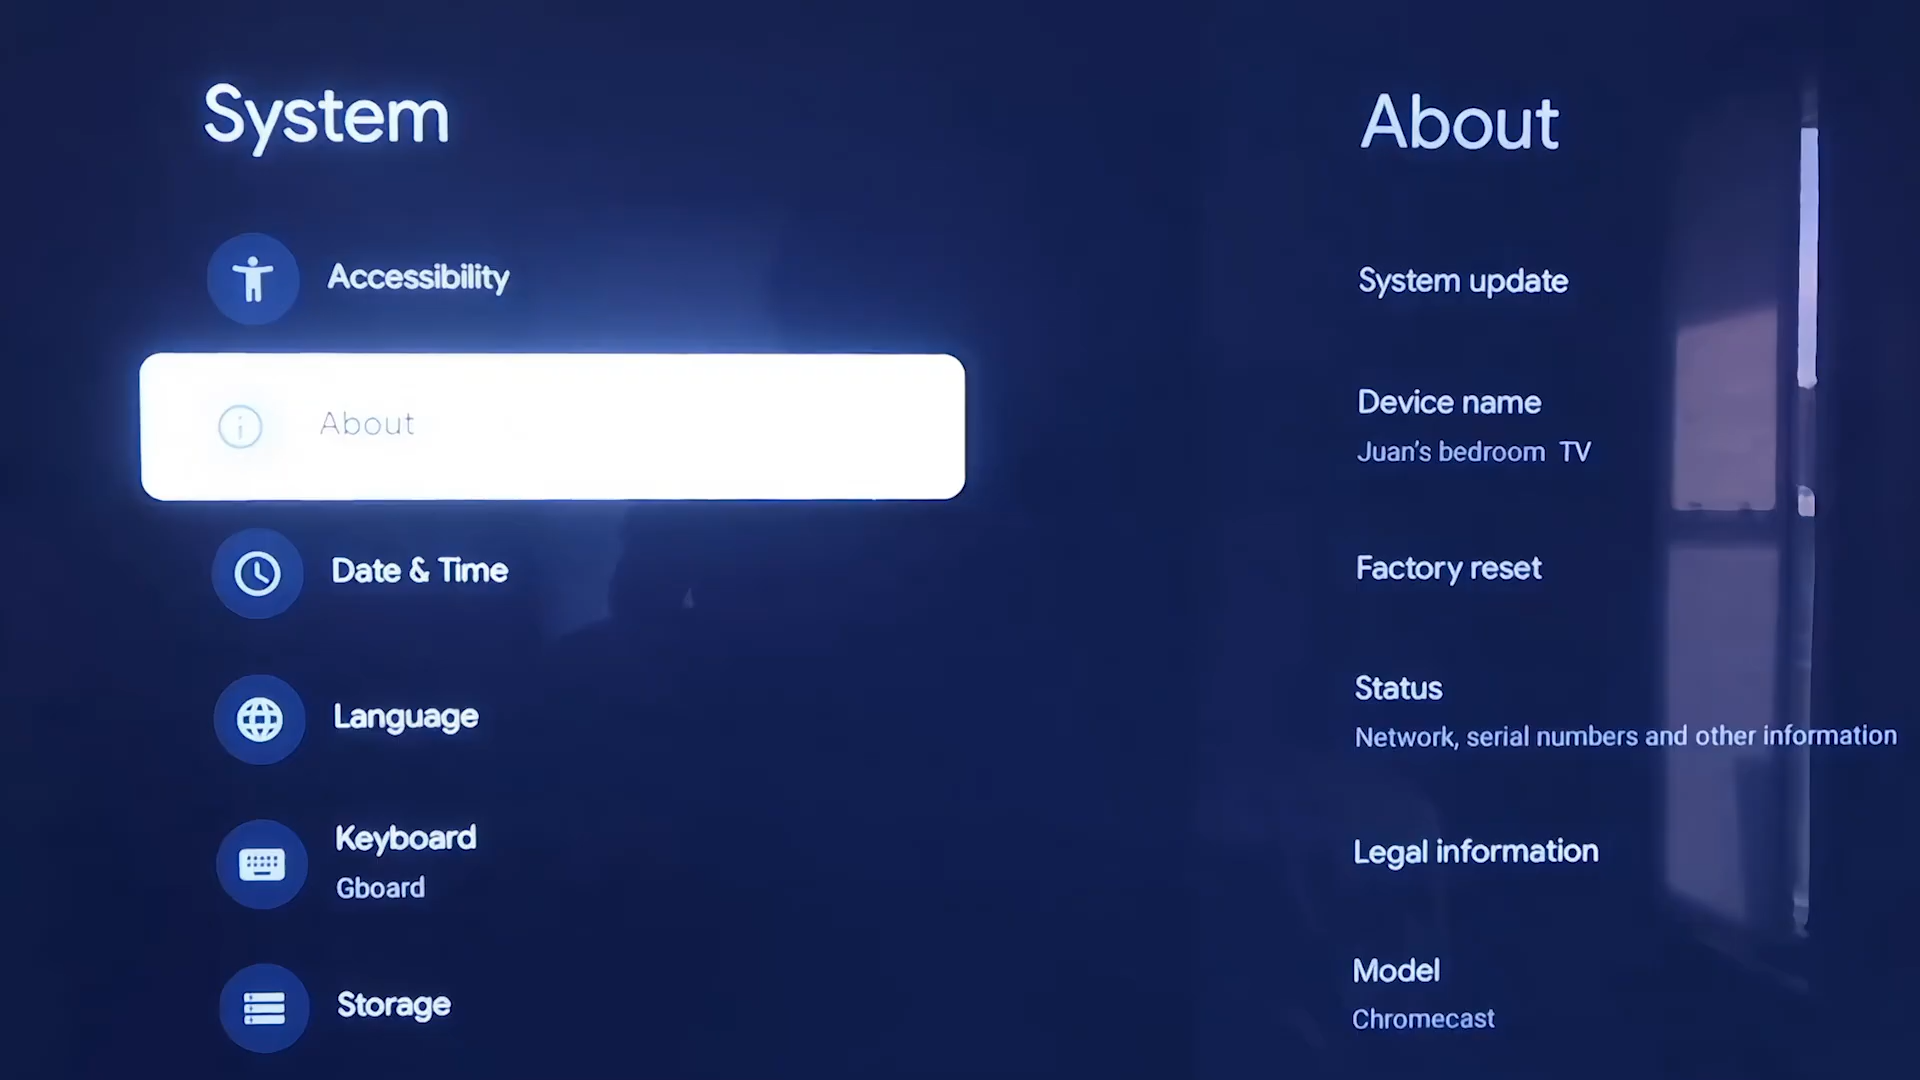 System
Accessibility
About
Date & Time
Language
Keyboard
Gboard
Storage
About
System update
Device name
Juan's bedroom TV
Factory reset
Status
Network, serial numbers and other information
Legal information
Model
Chromecast